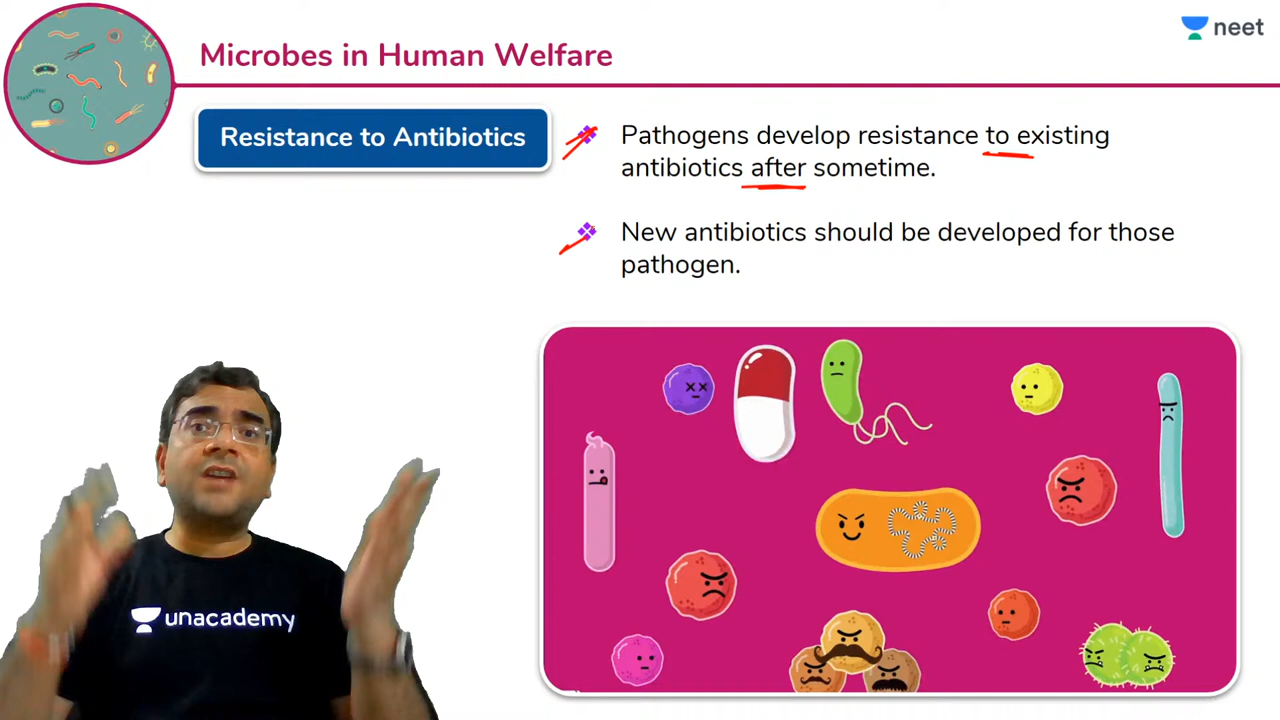 Microbes in Human Welfare
neet
Resistance to Antibiotics
Pathogens develop resistance to existing
antibiotics after sometime.
New antibiotics should be developed for those
pathogen.
unacademy